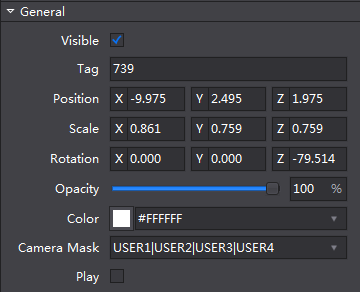 General
Visible
Tag 739
Position X -9.975 Y 2.495 Z 1.975
Scale X 0.861 Y 0.759 Z 0.759
Rotation X 0.000 Y 0.000 Z -79.514
Opacity 100 %
Color #FFFFFF
Camera Mask USER1|USER2|USER3|USER4
Play